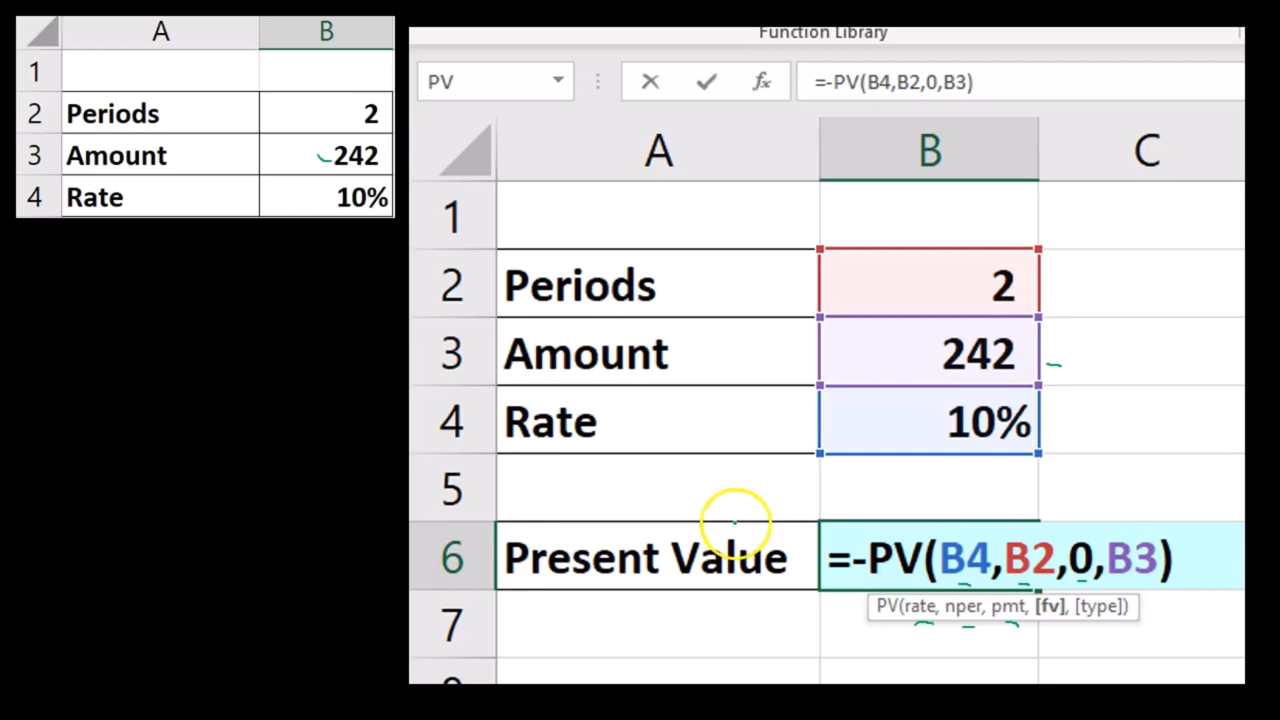 A B
1
2 Periods 2
3 Amount 242
4 Rate 10%
Function Library
PV fx =-PV(B4,B2,0,B3)
A B C
1
2 Periods 2
3 Amount 242
4 Rate 10%
5
6 Present Value =-PV(B4,B2,0,B3)
PV(rate, nper, pmt, [fv], [type])
7